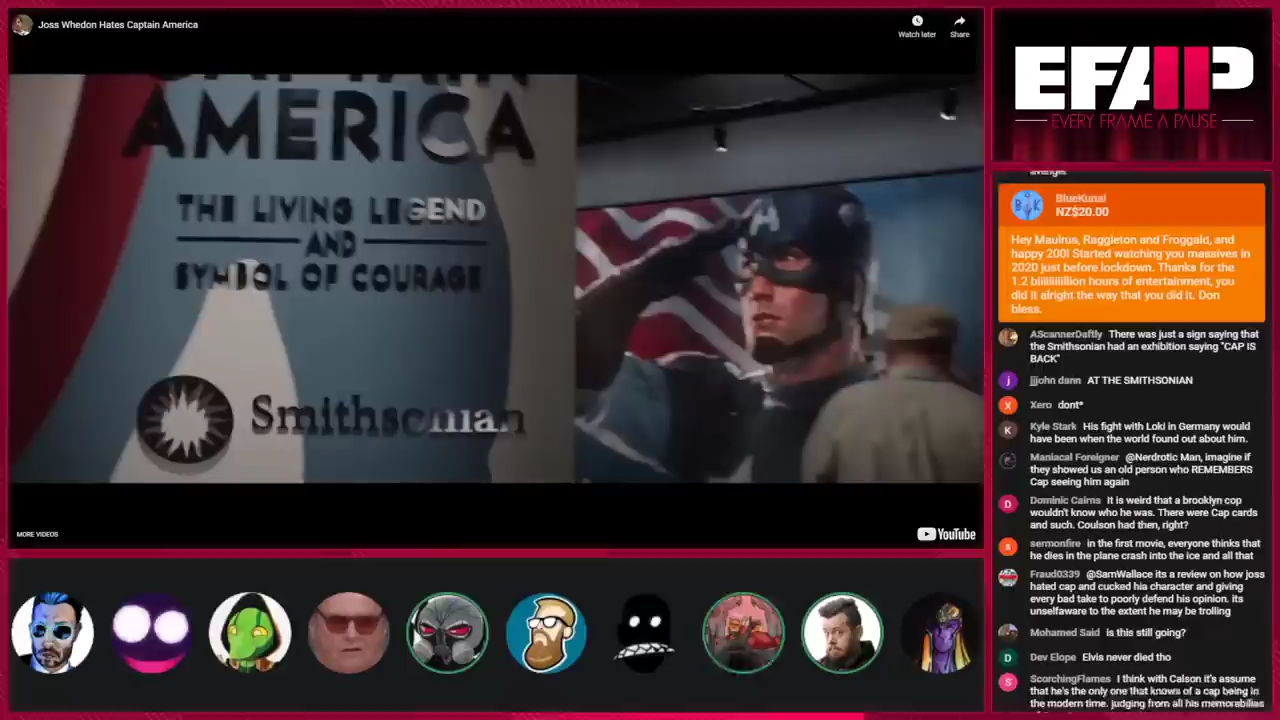 Joss Whedon Hates Captain America
Watch later
Share
AMERICA
THE LIVING LEGEND
AND
SYMBOL OF COURAGE
Smithsonian
A
MORE VIDEOS
YouTube
EFAP
EVERY FRAME A PAUSE
avenger
BlueKunai
NZ$20.00
Hey Maulrus, Raggleton and Froggald, and
happy 200! Started watching you massives in
2020 just before lockdown. Thanks for the
did it alright the way that you did it. Don
bless.
AScannerDaftly There was just a sign saying that
the Smithsonian had an exhibition saying "CAP IS
BACK"
jjjohn dann AT THE SMITHSONIAN
Xero dont*
Kyle Stark His fight with Loki in Germany would
have been when the world found out about him.
Maniacal Foreigner @Nerdrotic Man, imagine if
they showed us an old person who REMEMBERS
Cap seeing him again
Dominic Cairns It is weird that a brooklyn cop
wouldn't know who he was. There were Cap cards
and such. Coulson had then, right?
sermonfire in the first movie, everyone thinks that
he dies in the plane crash into the ice and all that
Fraud0339 @SamWallace its a review on how joss
hated cap and cucked his character and giving
every bad take to poorly defend his opinion. its
unselfaware to the extent he may be trolling
Mohamed Said is this still going?
Dev Elope Elvis never died tho
ScorchingFlames I think with Calson it's assume
that he's the only one that knows of a cap being in
the modern time. judging from all his memorabilias